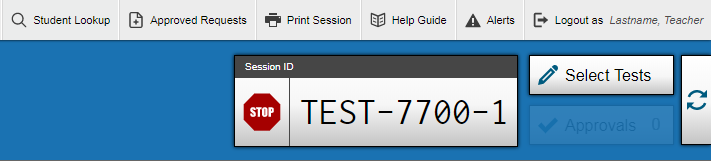 Student Lookup
Approved Requests
Print Session
Help Guide
Alerts
Logout as Lastname, Teacher
Session ID
STOP
TEST-7700-1
Select Tests
Approvals 0